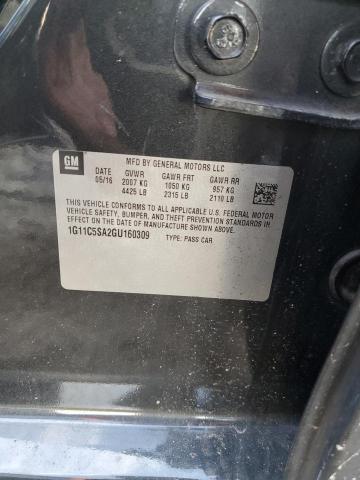 GM
MFD BY GENERAL MOTORS LLC
DATE GVWR GAWR FRT GAWR RR
05/16 2007 KG 1050 KG 957 KG
4425 LB 2315 LB 2110 LB
THIS VEHICLE CONFORMS TO ALL APPLICABLE U.S. FEDERAL MOTOR
VEHICLE SAFETY, BUMPER, AND THEFT PREVENTION STANDARDS IN
EFFECT ON THE DATE OF MANUFACTURE SHOWN ABOVE.
1G11C5SA2GU160309 TYPE: PASS CAR